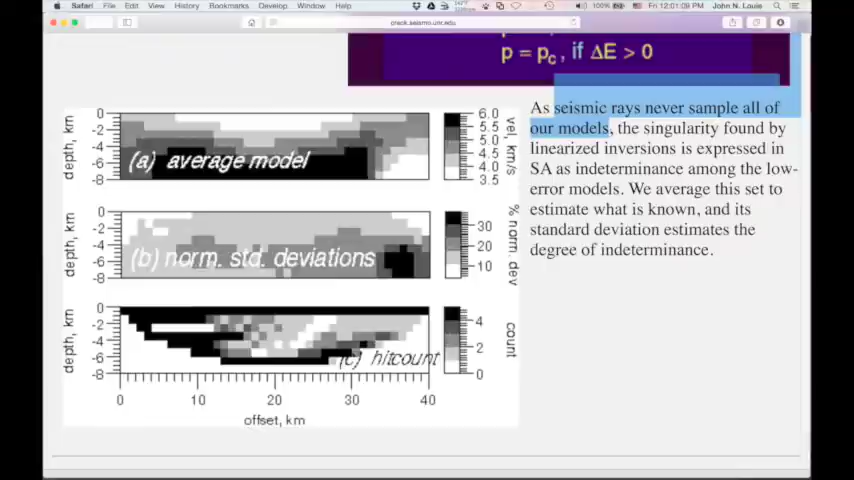 Safari File Edit View History Bookmarks Develop Window Help
100% Fri 12:01:09 PM John N. Louie
crack.seismo.unr.edu
p = pc, if ΔE > 0
As seismic rays never sample all of
our models, the singularity found by
linearized inversions is expressed in
SA as indeterminance among the low-
error models. We average this set to
estimate what is known, and its
standard deviation estimates the
degree of indeterminance.
0
-2
-4
-6
-8
depth, km
(a) average model
6.0
5.5
5.0
4.5
4.0
3.5
vel, km/s
0
-2
-4
-6
-8
depth, km
(b) norm. std. deviations
30
20
10
% norm. dev
0
-2
-4
-6
-8
depth, km
(c) hitcount
4
2
0
count
0 10 20 30 40
offset, km